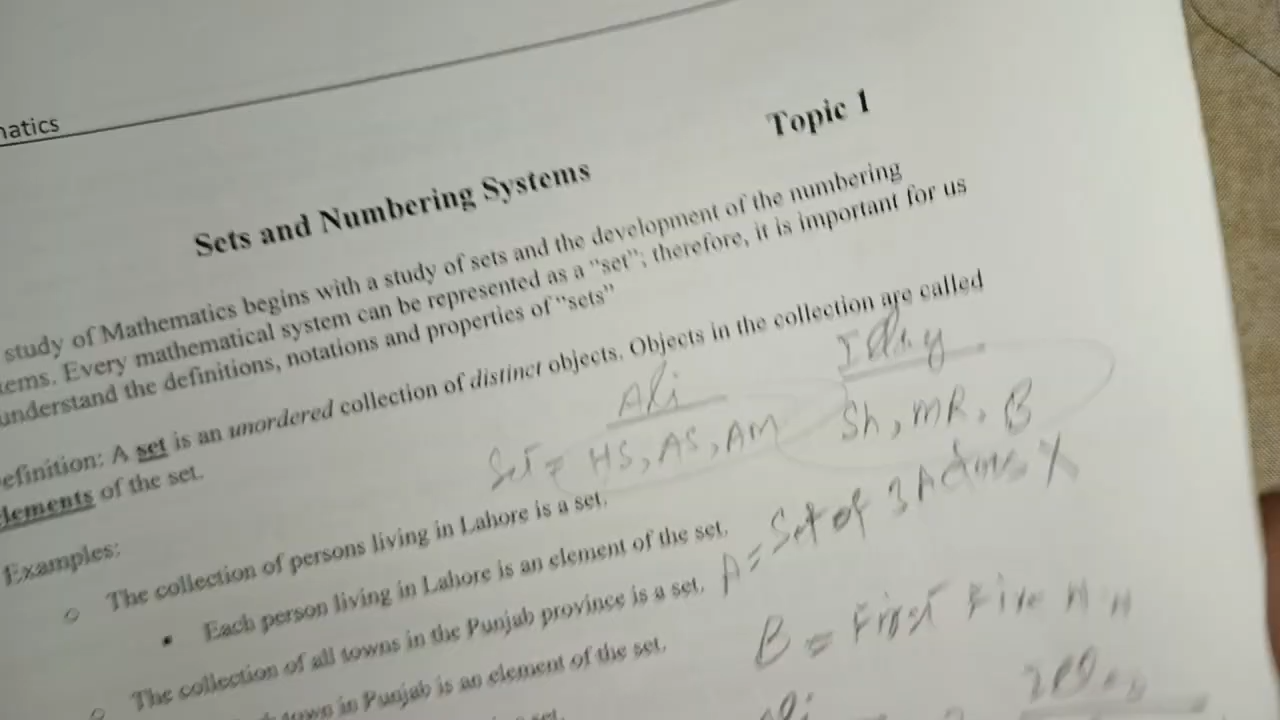 matics
Topic 1
Sets and Numbering Systems
study of Mathematics begins with a study of sets and the development of the numbering
tems. Every mathematical system can be represented as a "set"; therefore, it is important for us
understand the definitions, notations and properties of "sets"
efinition: A set is an unordered collection of distinct objects. Objects in the collection are called
lements of the set.
Ali
Set = HS, AS, AM
Sh, MR, B
Examples:
The collection of persons living in Lahore is a set.
Each person living in Lahore is an element of the set.
A = Set of 3
The collection of all towns in the Punjab province is a set.
B = First Five
town in Punjab is an element of the set.
set.